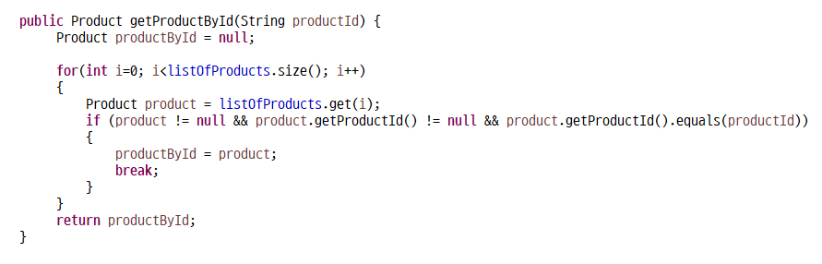 public Product getProductById(String productId) {
Product productById = null;
for(int i=0; i<listOfProducts.size(); i++)
{
Product product = listOfProducts.get(i);
if (product != null && product.getProductId() != null && product.getProductId().equals(productId))
{
productById = product;
break;
}
}
return productById;
}